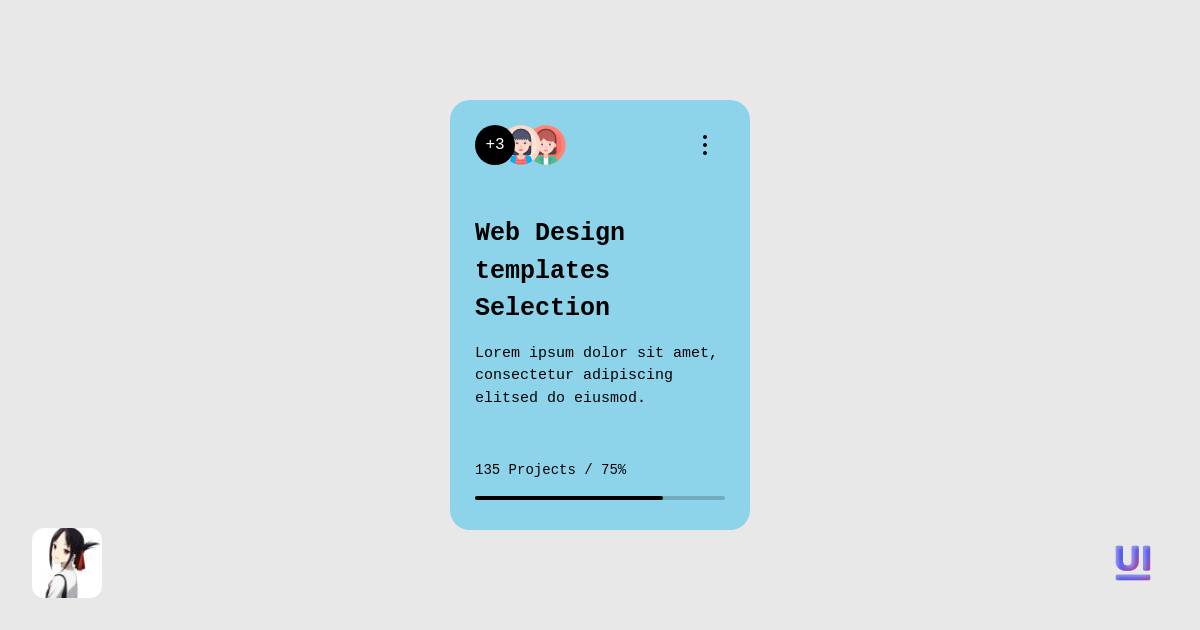 +3
Web Design
templates
Selection
Lorem ipsum dolor sit amet,
consectetur adipiscing
elitsed do eiusmod.
135 Projects / 75%
UI